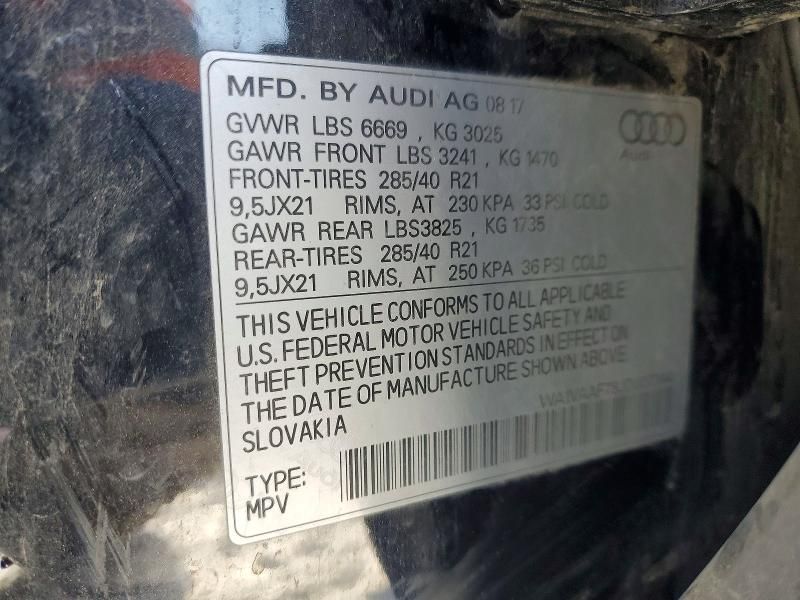 MFD. BY AUDI AG 08 17
GVWR LBS 6669 , KG 3025
GAWR FRONT LBS 3241 , KG 1470
FRONT-TIRES 285/40 R21
9,5JX21 RIMS, AT 230 KPA 33 PSI COLD
GAWR REAR LBS3825 , KG 1735
REAR-TIRES 285/40 R21
9,5JX21 RIMS, AT 250 KPA 36 PSI COLD
Audi
THIS VEHICLE CONFORMS TO ALL APPLICABLE
U.S. FEDERAL MOTOR VEHICLE SAFETY AND
THEFT PREVENTION STANDARDS IN EFFECT ON
THE DATE OF MANUFACTURE SHOWN ABOVE
SLOVAKIA
TYPE:
MPV